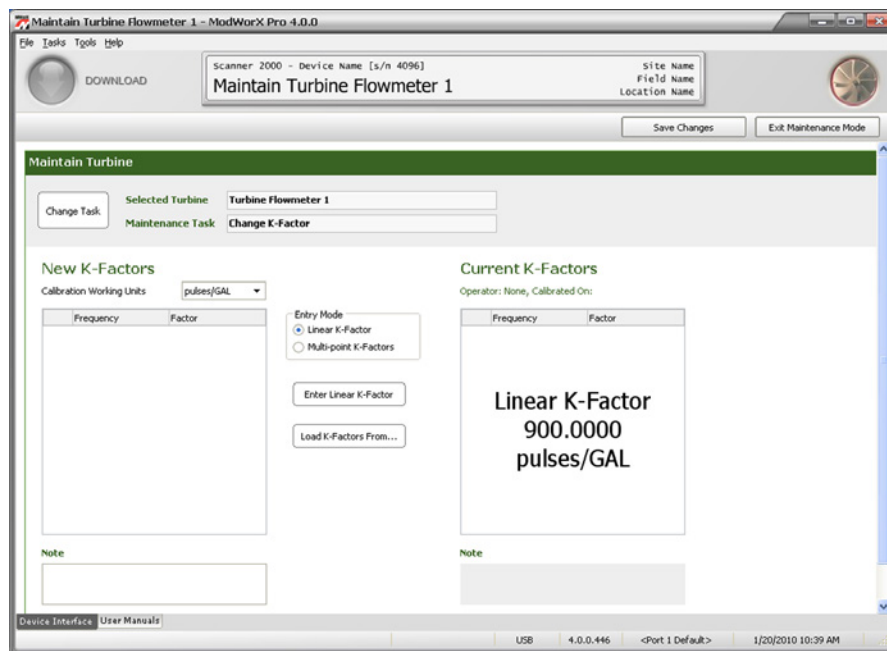 Maintain Turbine Flowmeter 1 - ModWorX Pro 4.0.0
File Tasks Tools Help
DOWNLOAD
Scanner 2000 - Device Name [s/n 4096]
Maintain Turbine Flowmeter 1
Site Name
Field Name
Location Name
Save Changes
Exit Maintenance Mode
Maintain Turbine
Change Task
Selected Turbine Turbine Flowmeter 1
Maintenance Task Change K-Factor
New K-Factors
Calibration Working Units pulses/GAL
Frequency Factor
Entry Mode
Linear K-Factor
Multi-point K-Factors
Enter Linear K-Factor
Load K-Factors From...
Note
Current K-Factors
Operator: None, Calibrated On:
Frequency Factor
Linear K-Factor
900.0000
pulses/GAL
Note
Device Interface User Manuals
USB 4.0.0.446 <Port 1 Default> 1/20/2010 10:39 AM